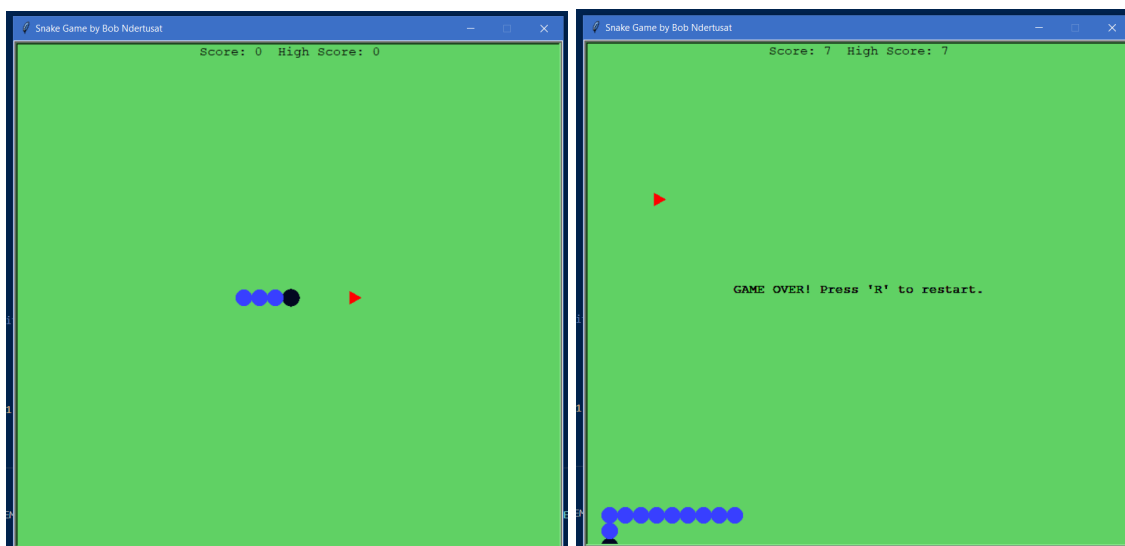 Snake Game by Bob Ndertusat
Score: 0 High Score: 0
Snake Game by Bob Ndertusat
Score: 7 High Score: 7
GAME OVER! Press 'R' to restart.